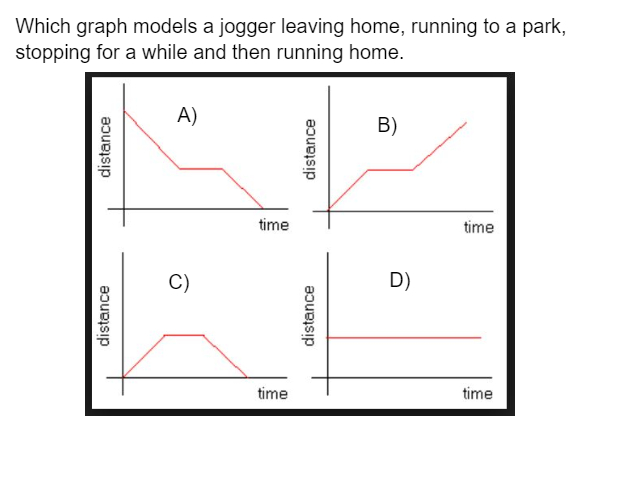 Which graph models a jogger leaving home, running to a park,
stopping for a while and then running home.
A)
distance
time
B)
distance
time
C)
distance
time
D)
distance
time